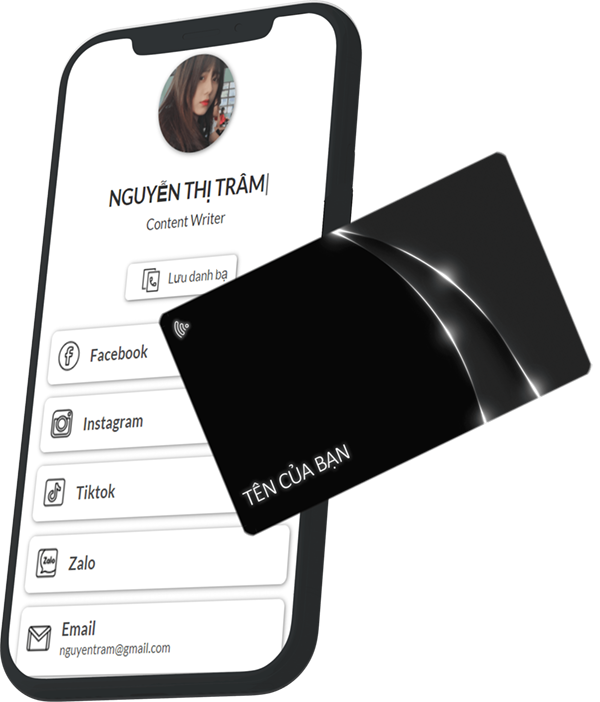 NGUYỄN THỊ TRÂM
Content Writer
Lưu danh bạ
Facebook
Instagram
Tiktok
Zalo
Zalo
Email
nguyentram@gmail.com
TÊN CỦA BẠN